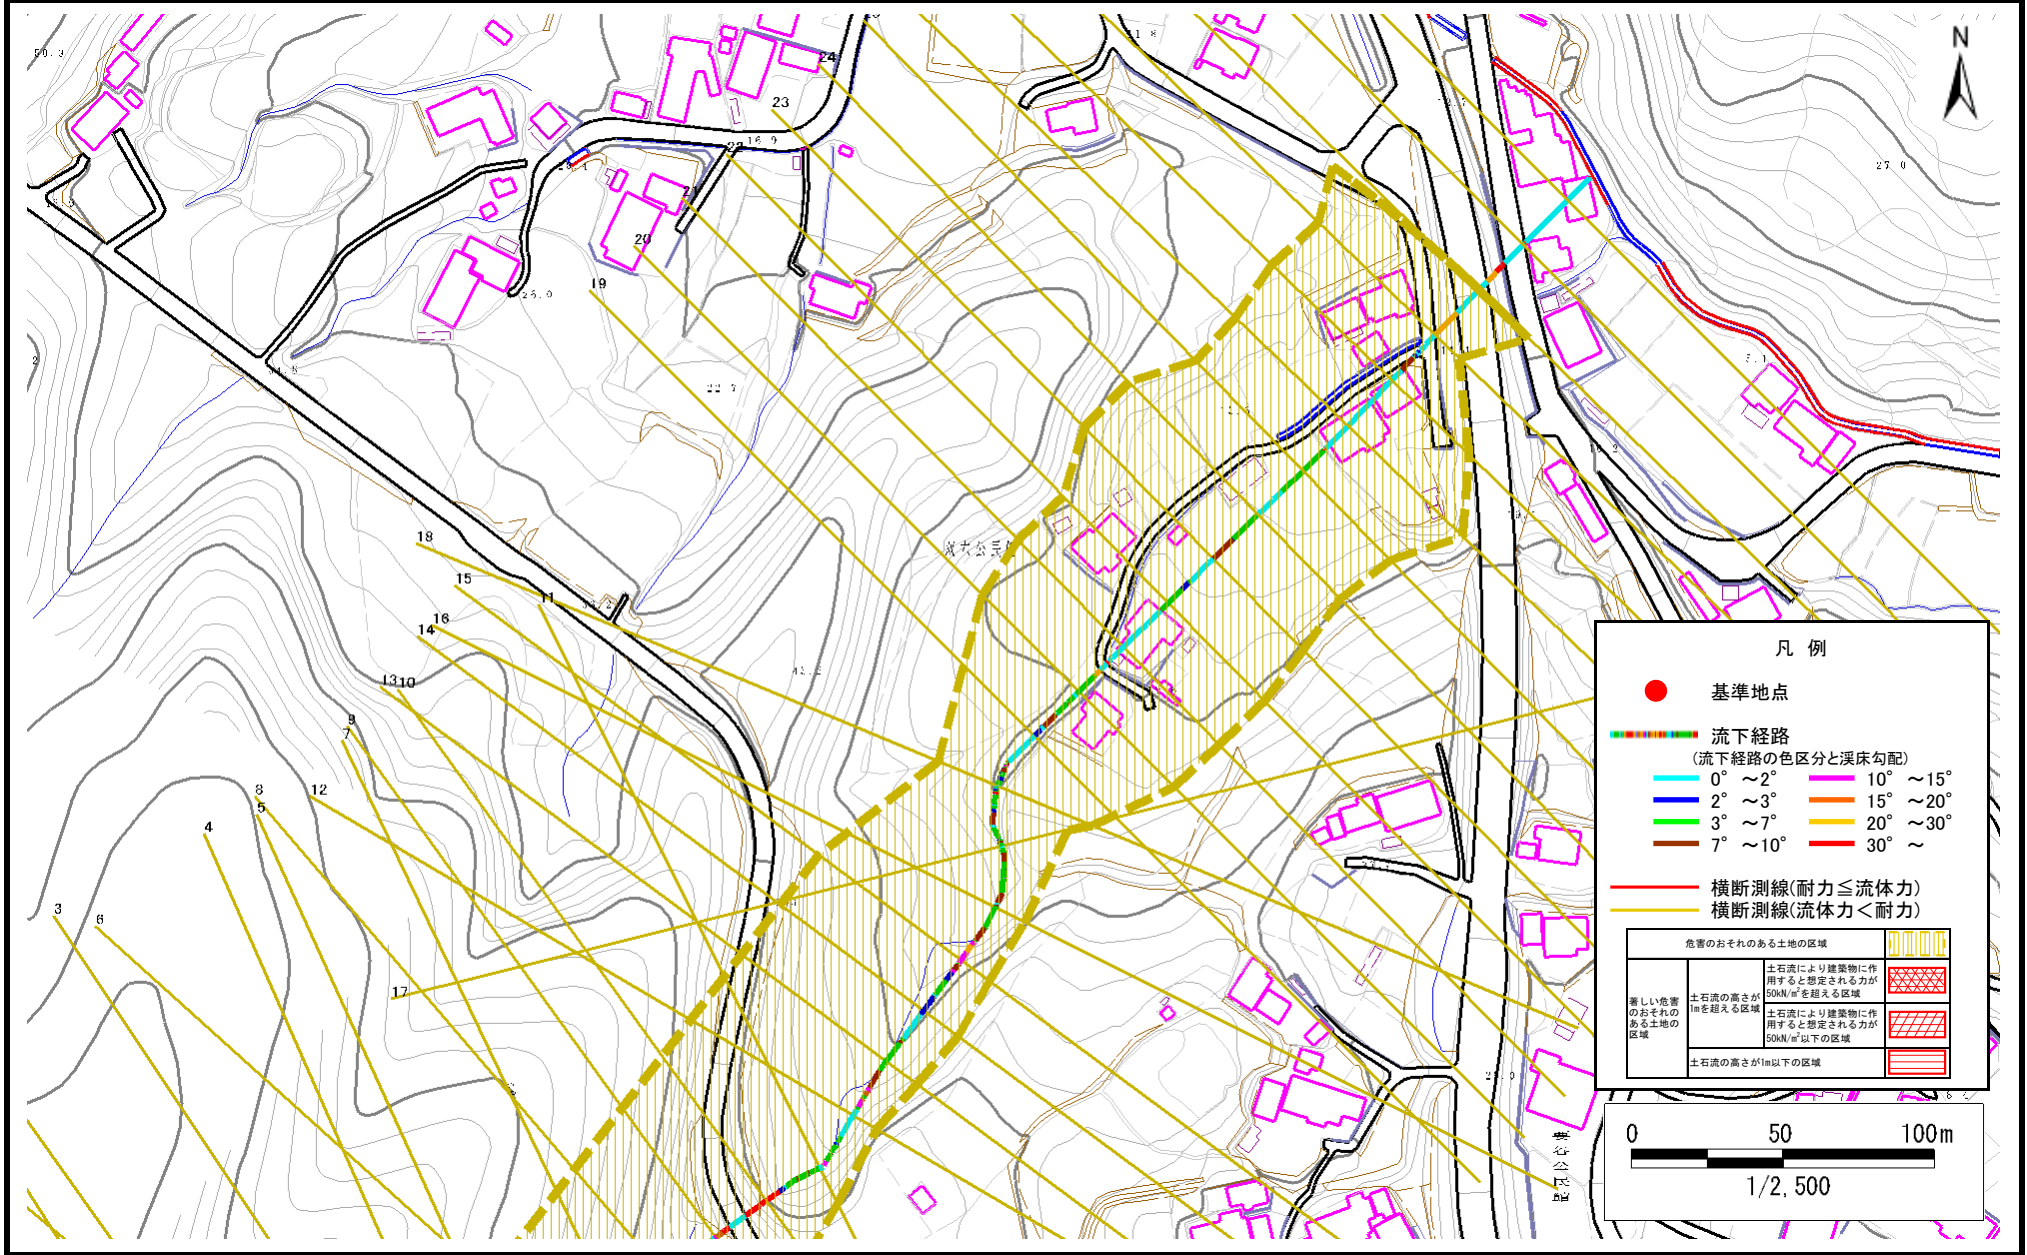 N
24
23
22
16.9
21
20
19
25.0
22.7
27.0
18
15
11
16
14
13
10
9
7
8
5
12
4
3
6
17
凡 例
基準地点
流下経路
(流下経路の色区分と渓床勾配)
0° ～2°
10° ～15°
2° ～3°
15° ～20°
3° ～7°
20° ～30°
7° ～10°
30° ～
横断測線(耐力≦流体力)
横断測線(流体力＜耐力)
危害のおそれのある土地の区域
著しい危害
のおそれの
ある土地の
区域
土石流の高さが
1mを超える区域
土石流により建築物に作
用すると想定される力が
50kN/㎡を超える区域
土石流により建築物に作
用すると想定される力が
50kN/㎡以下の区域
土石流の高さが1m以下の区域
0 50 100m
1/2,500